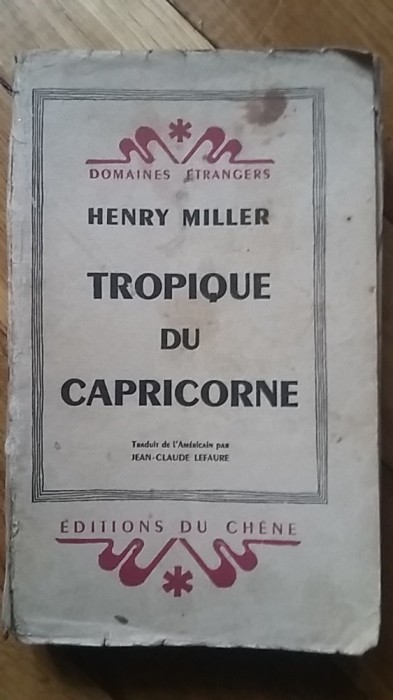 DOMAINES ÉTRANGERS
HENRY MILLER
TROPIQUE
DU
CAPRICORNE
Traduit de l'Américain par
JEAN-CLAUDE LEFAURE
ÉDITIONS DU CHÊNE